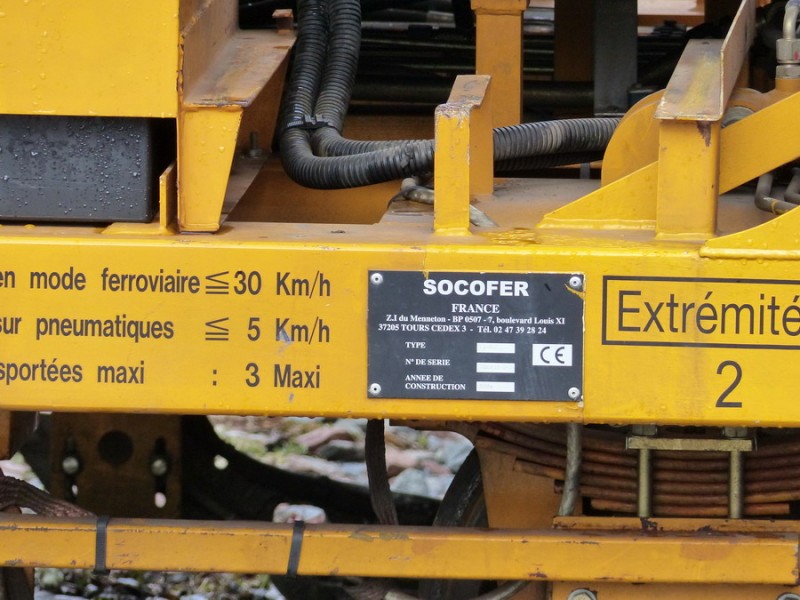 en mode ferroviaire ≤ 30 Km/h
sur pneumatiques ≤ 5 Km/h
sportées maxi : 3 Maxi
SOCOFER
FRANCE
Z.I du Menneton - BP 0507 - 7, boulevard Louis XI
37205 TOURS CEDEX 3 - Tél. 02 47 39 28 24
TYPE
N° DE SERIE
ANNEE DE
CONSTRUCTION
CE
Extrémité
2